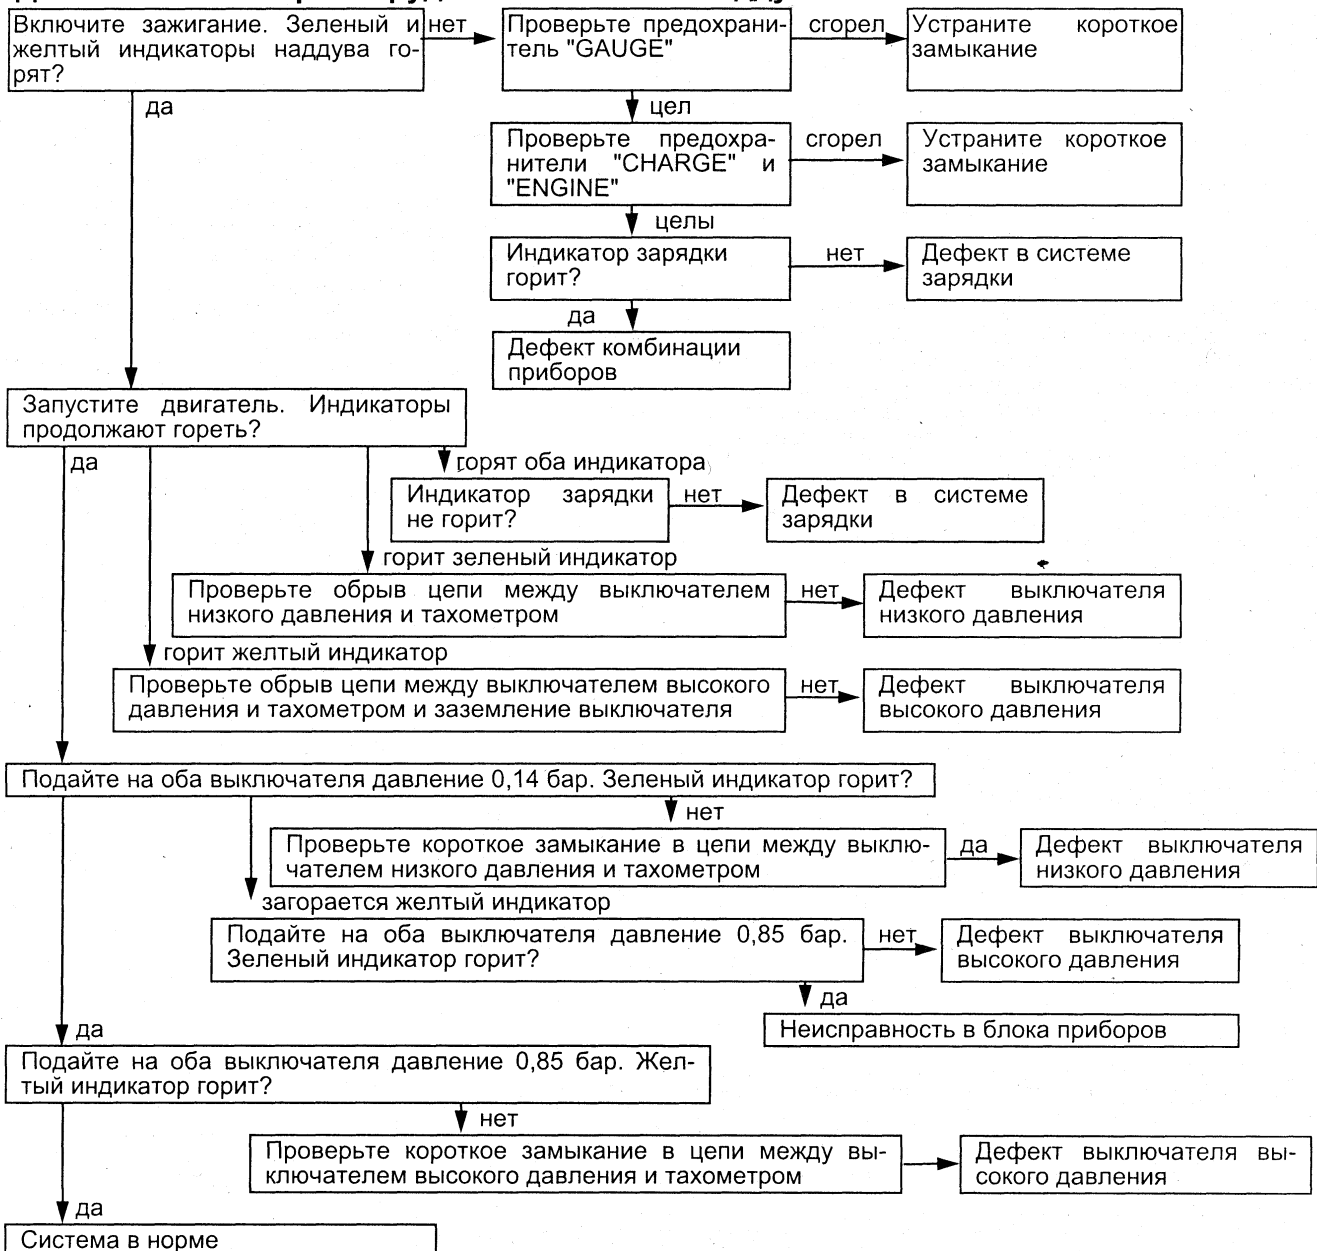 Включите зажигание. Зеленый и
желтый индикаторы наддува го-
рят?
нет
Проверьте предохрани-
тель "GAUGE"
сгорел
Устраните короткое
замыкание
да
цел
Проверьте предохра-
нители "CHARGE" и
"ENGINE"
сгорел
Устраните короткое
замыкание
целы
Индикатор зарядки
горит?
нет
Дефект в системе
зарядки
да
Дефект комбинации
приборов
Запустите двигатель. Индикаторы
продолжают гореть?
да
горят оба индикатора
Индикатор зарядки
не горит?
нет
Дефект в системе
зарядки
горит зеленый индикатор
Проверьте обрыв цепи между выключателем
низкого давления и тахометром
нет
Дефект выключателя
низкого давления
горит желтый индикатор
Проверьте обрыв цепи между выключателем высокого
давления и тахометром и заземление выключателя
нет
Дефект выключателя
высокого давления
Подайте на оба выключателя давление 0,14 бар. Зеленый индикатор горит?
нет
Проверьте короткое замыкание в цепи между выклю-
чателем низкого давления и тахометром
да
Дефект выключателя
низкого давления
загорается желтый индикатор
Подайте на оба выключателя давление 0,85 бар.
Зеленый индикатор горит?
нет
Дефект выключателя
высокого давления
да
Неисправность в блока приборов
да
Подайте на оба выключателя давление 0,85 бар. Жел-
тый индикатор горит?
нет
Проверьте короткое замыкание в цепи между вы-
ключателем высокого давления и тахометром
Дефект выключателя вы-
сокого давления
да
Система в норме